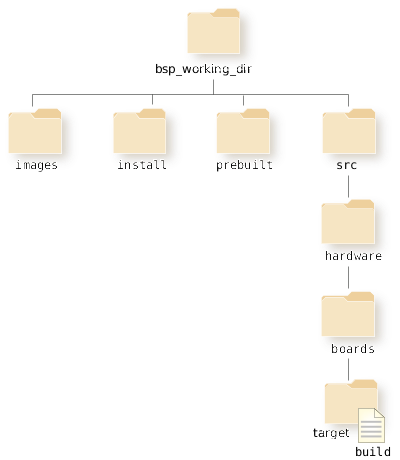 bsp_working_dir
images
install
prebuilt
src
hardware
boards
target
build